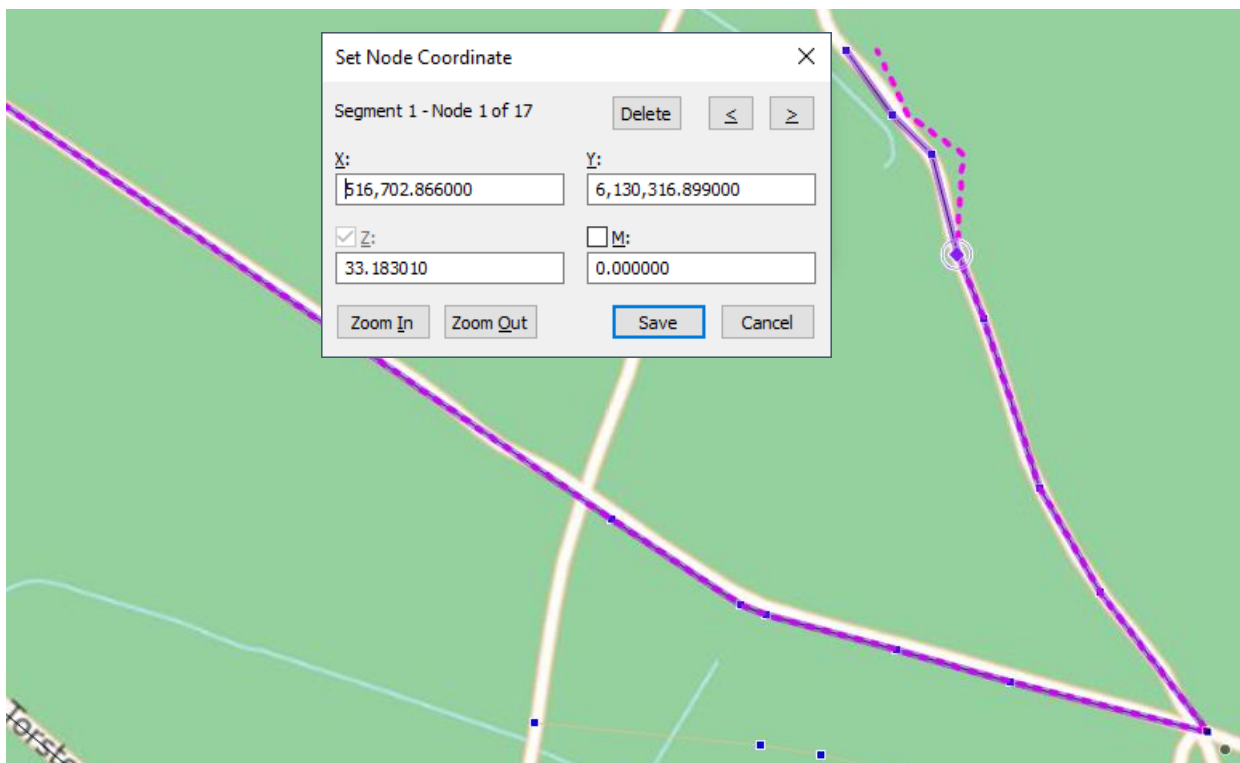 Set Node Coordinate
Segment 1 - Node 1 of 17
Delete
<
>
X:
Y:
516,702.866000
6,130,316.899000
Z:
M:
33.183010
0.000000
Zoom In
Zoom Out
Save
Cancel